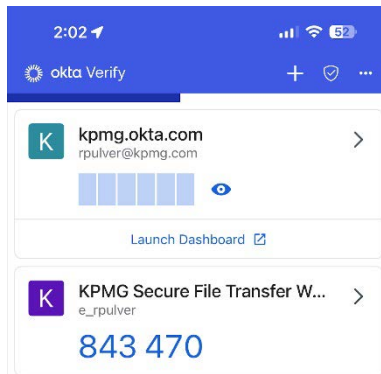 2:02
52
okta Verify
K
kpmg.okta.com
rpulver@kpmg.com
Launch Dashboard
K
KPMG Secure File Transfer W...
e_rpulver
843 470